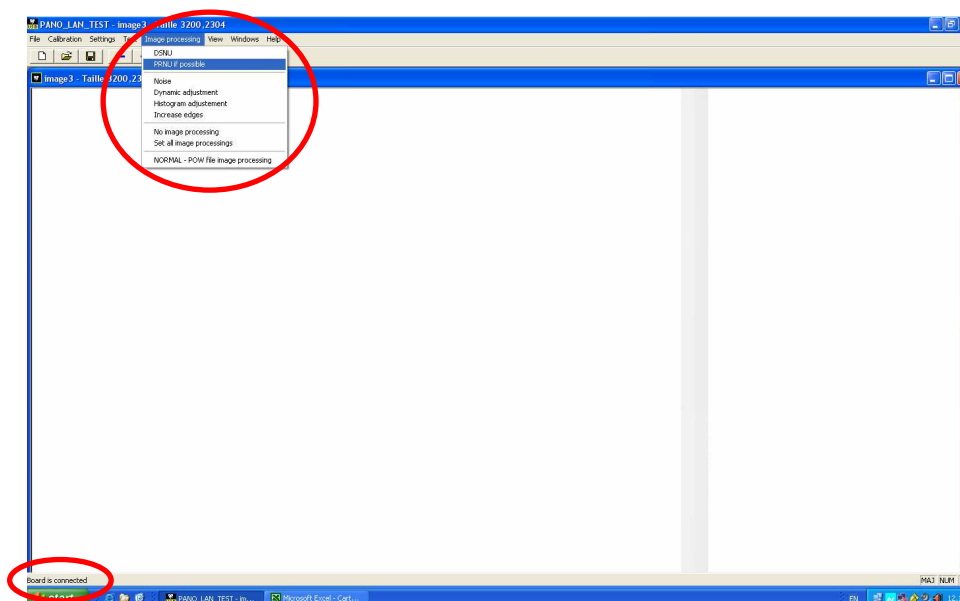 PANO_LAN_TEST - image3 - Taille 3200,2304
File Calibration Settings Image processing View Windows Help
DSNU
PRNU if possible
image3 - Taille 3200,23
Noise
Dynamic adjustment
Histogram adjustement
Increase edges
No image processing
Set all image processings
NORMAL - POW file image processing
Board is connected
MAJ NUM
start
PANO_LAN_TEST - im...
Microsoft Excel - Cart...
EN